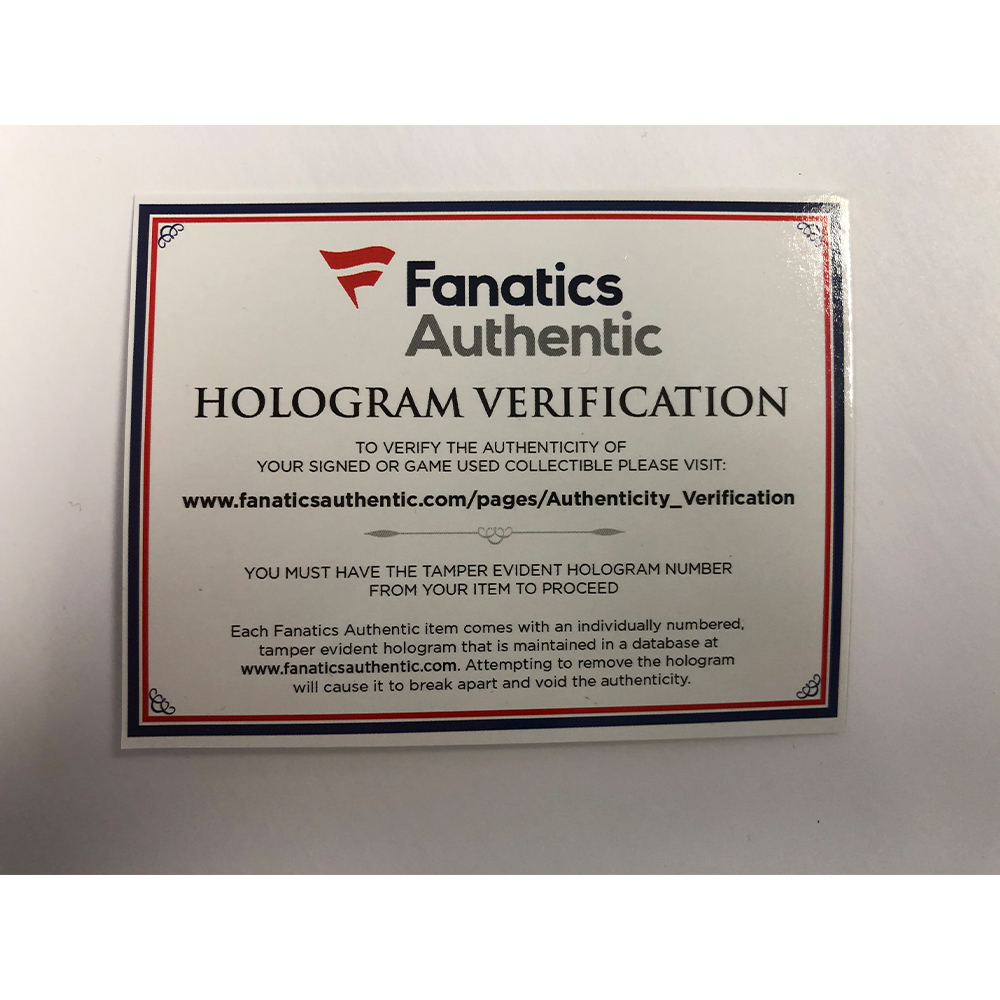 Fanatics
Authentic
HOLOGRAM VERIFICATION
TO VERIFY THE AUTHENTICITY OF
YOUR SIGNED OR GAME USED COLLECTIBLE PLEASE VISIT:
www.fanaticsauthentic.com/pages/Authenticity_Verification
YOU MUST HAVE THE TAMPER EVIDENT HOLOGRAM NUMBER
FROM YOUR ITEM TO PROCEED
Each Fanatics Authentic item comes with an individually numbered,
tamper evident hologram that is maintained in a database at
www.fanaticsauthentic.com. Attempting to remove the hologram
will cause it to break apart and void the authenticity.